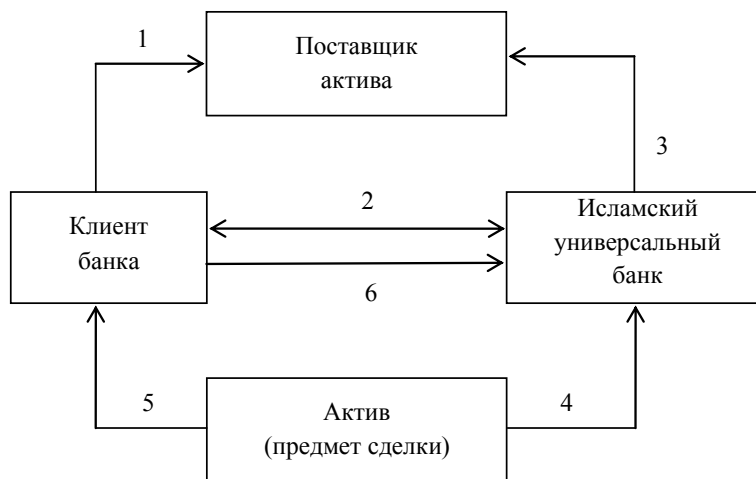 1
Поставщик
актива
3
Клиент
банка
2
6
Исламский
универсальный
банк
5
Актив
(предмет сделки)
4